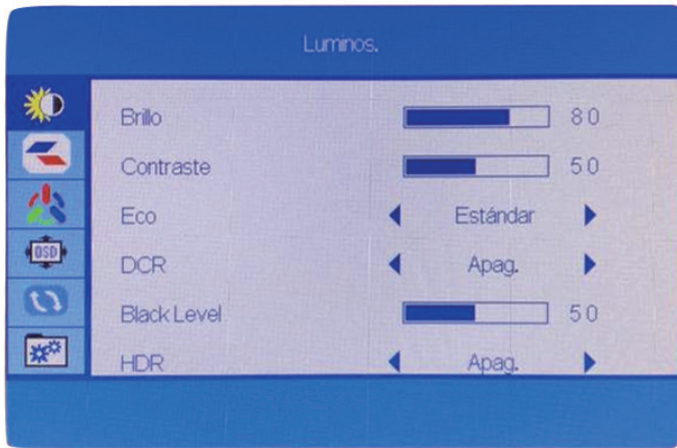 Luminos.
Brillo 80
Contraste 50
Eco Estándar
DCR Apag.
Black Level 50
OSD
HDR Apag.